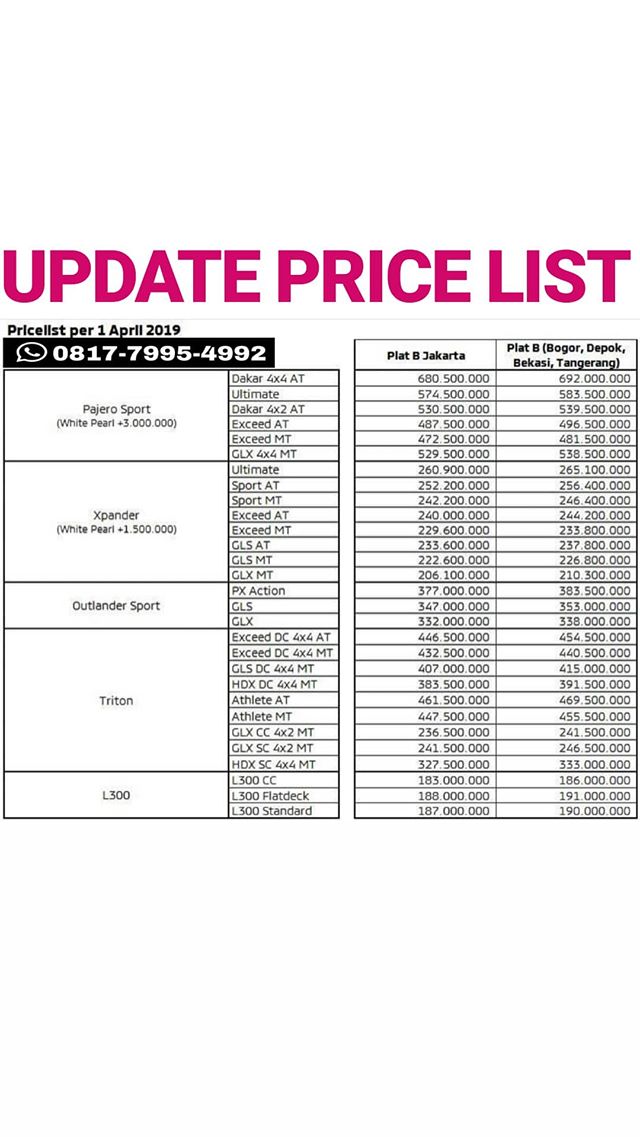 UPDATE PRICE LIST
Pricelist per 1 April 2019
0817-7995-4992
Plat B Jakarta
Plat B (Bogor, Depok,
Bekasi, Tangerang)
Pajero Sport
(White Pearl +3.000.000)
Dakar 4x4 AT 680.500.000 692.000.000
Ultimate 574.500.000 583.500.000
Dakar 4x2 AT 530.500.000 539.500.000
Exceed AT 487.500.000 496.500.000
Exceed MT 472.500.000 481.500.000
GLX 4x4 MT 529.500.000 538.500.000
Xpander
(White Pearl +1.500.000)
Ultimate 260.900.000 265.100.000
Sport AT 252.200.000 256.400.000
Sport MT 242.200.000 246.400.000
Exceed AT 240.000.000 244.200.000
Exceed MT 229.600.000 233.800.000
GLS AT 233.600.000 237.800.000
GLS MT 222.600.000 226.800.000
GLX MT 206.100.000 210.300.000
Outlander Sport
PX Action 377.000.000 383.500.000
GLS 347.000.000 353.000.000
GLX 332.000.000 338.000.000
Triton
Exceed DC 4x4 AT 446.500.000 454.500.000
Exceed DC 4x4 MT 432.500.000 440.500.000
GLS DC 4x4 MT 407.000.000 415.000.000
HDX DC 4x4 MT 383.500.000 391.500.000
Athlete AT 461.500.000 469.500.000
Athlete MT 447.500.000 455.500.000
GLX CC 4x2 MT 236.500.000 241.500.000
GLX SC 4x2 MT 241.500.000 246.500.000
HDX SC 4x4 MT 327.500.000 333.000.000
L300
L300 CC 183.000.000 186.000.000
L300 Flatdeck 188.000.000 191.000.000
L300 Standard 187.000.000 190.000.000